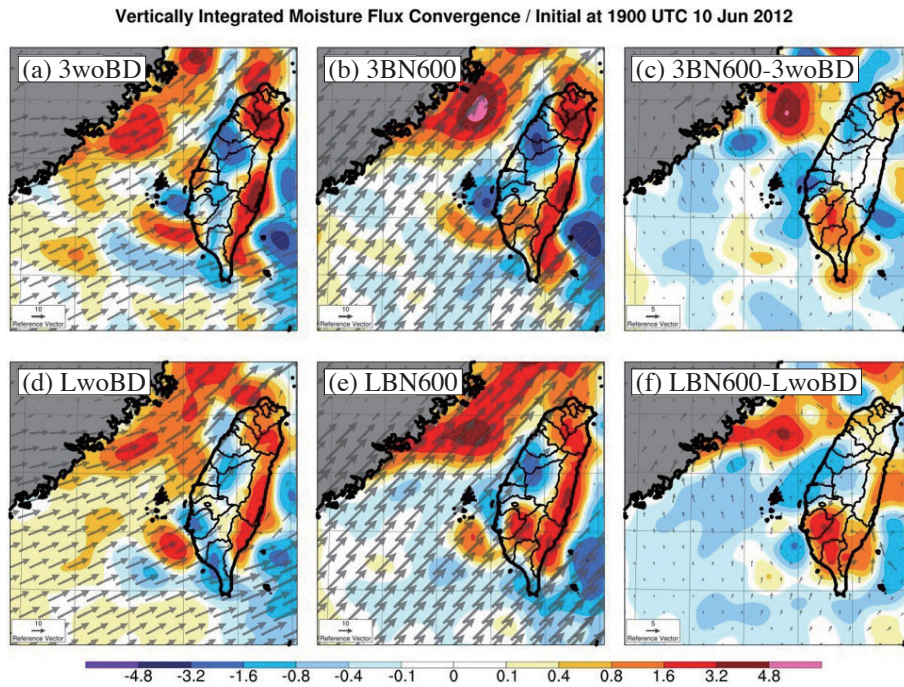 Vertically Integrated Moisture Flux Convergence / Initial at 1900 UTC 10 Jun 2012
(a) 3woBD
(b) 3BN600
(c) 3BN600-3woBD
10
Reference Vector
10
Reference Vector
5
Reference Vector
(d) LwoBD
(e) LBN600
(f) LBN600-LwoBD
10
Reference Vector
10
Reference Vector
5
Reference Vector
-4.8 -3.2 -1.6 -0.8 -0.4 -0.1 0 0.1 0.4 0.8 1.6 3.2 4.8